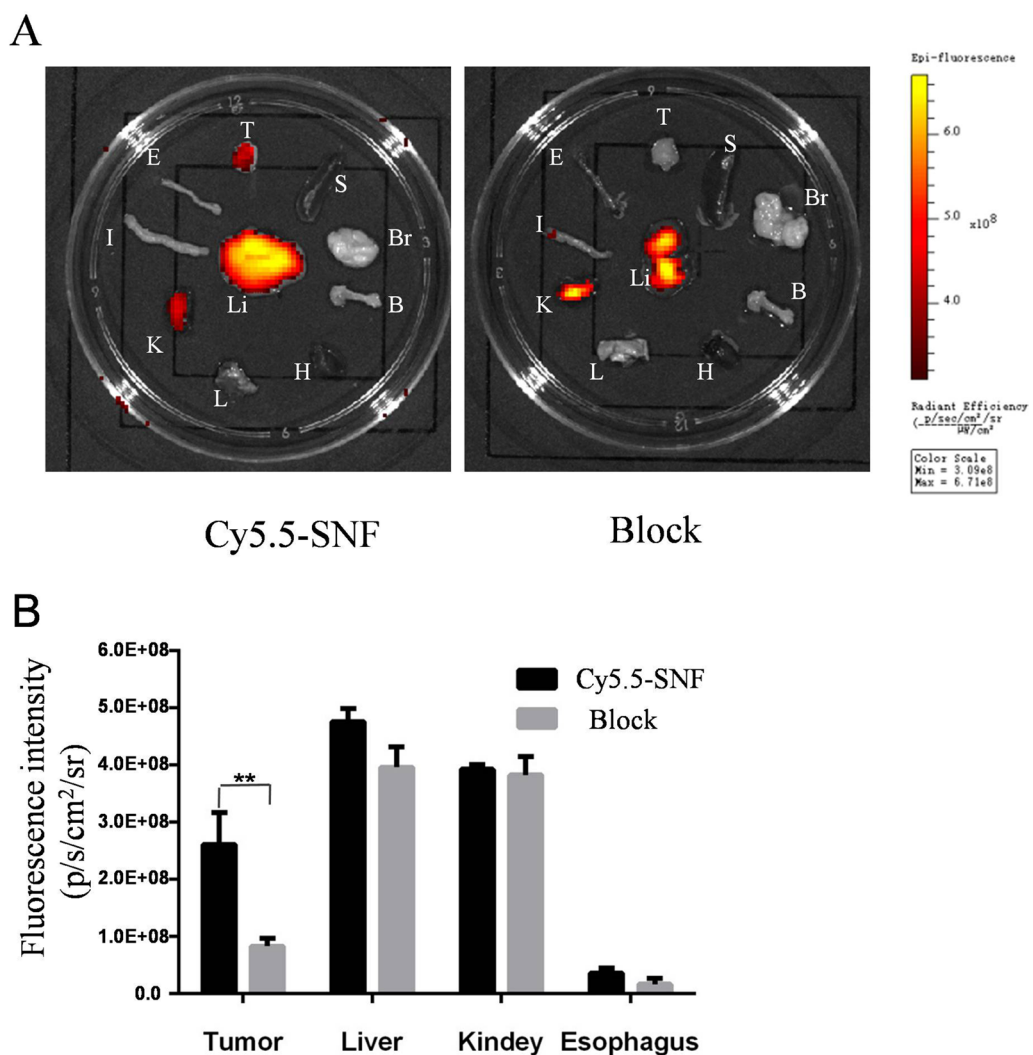 A
T
E
S
I
Br
Li
B
K
H
L
T
S
E
Br
I
Li
B
K
L
H
Epi-fluorescence
6.0
5.0
x10⁸
4.0
Radiant Efficiency
(p/sec/cm²/sr
µW/cm²
Color Scale
Min = 3.09e8
Max = 6.71e8
Cy5.5-SNF
Block
B
Fluorescence intensity
(p/s/cm²/sr)
6.0E+08
5.0E+08
4.0E+08
3.0E+08
2.0E+08
1.0E+08
0.0
Cy5.5-SNF
Block
**
Tumor
Liver
Kindey
Esophagus